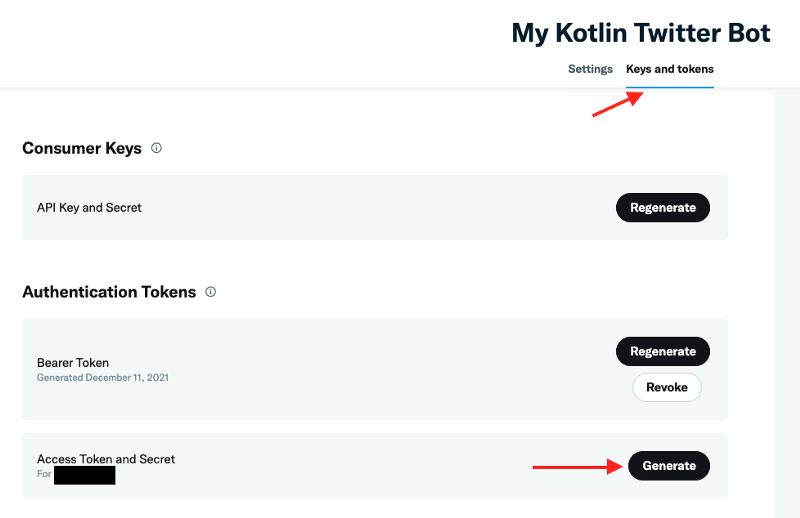 My Kotlin Twitter Bot
Settings Keys and tokens
Consumer Keys
API Key and Secret Regenerate
Authentication Tokens
Bearer Token Regenerate
Generated December 11, 2021
Revoke
Access Token and Secret Generate
For